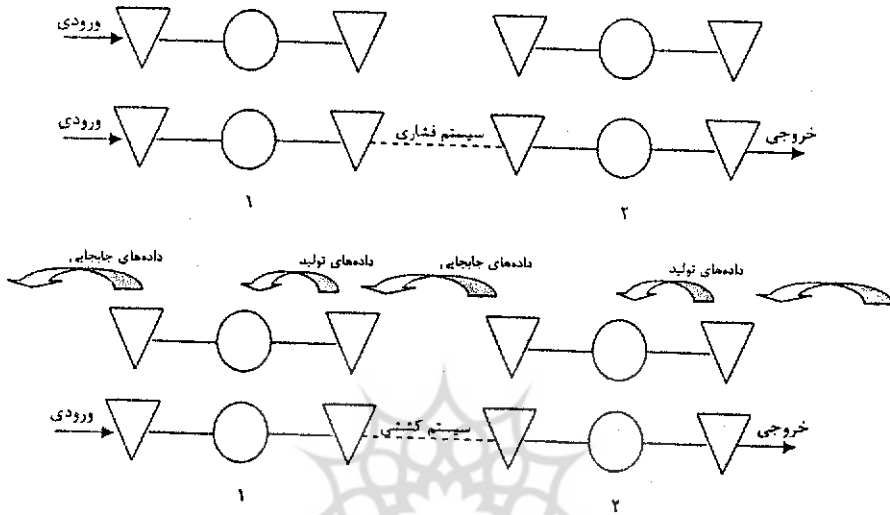 ورودی
ورودی
سیستم فشاری
خروجی
۱
۲
داده‌های جابجایی
داده‌های تولید
داده‌های جابجایی
داده‌های تولید
ورودی
سیستم کششی
خروجی
۱
۲